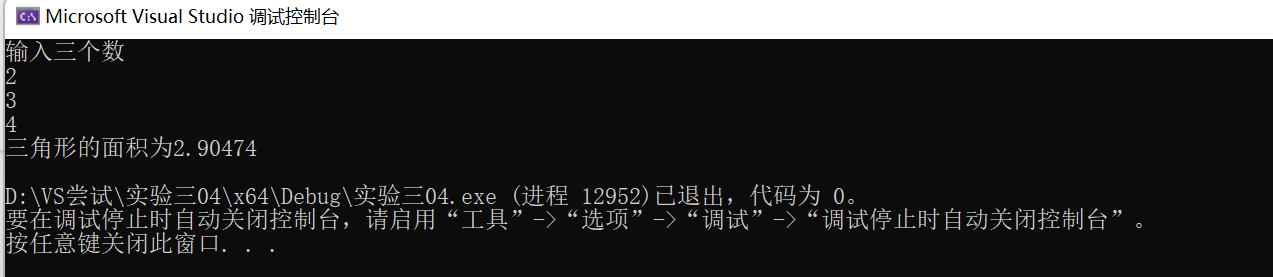 C:\ Microsoft Visual Studio 调试控制台
输入三个数
2
3
4
三角形的面积为2.90474
D:\VS尝试\实验三04\x64\Debug\实验三04.exe (进程 12952)已退出，代码为 0。
要在调试停止时自动关闭控制台，请启用“工具”->“选项”->“调试”->“调试停止时自动关闭控制台”。
按任意键关闭此窗口. . .